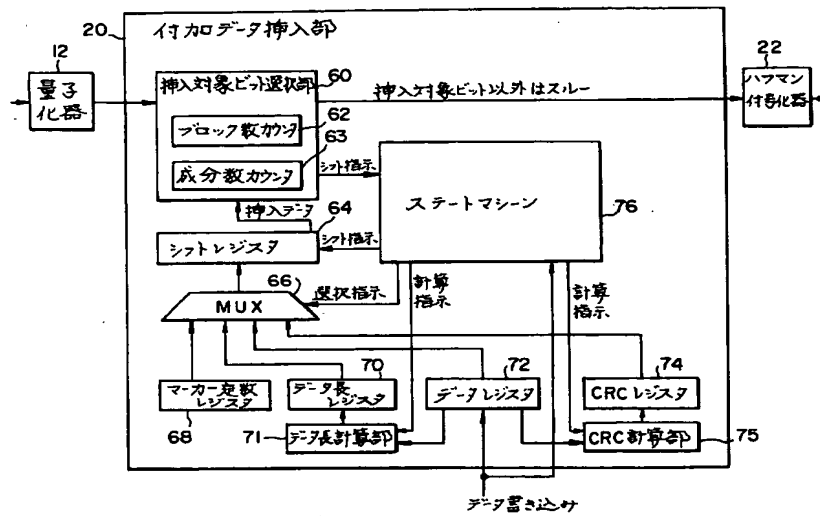 20
付加データ挿入部
12
量子
化器
挿入対象ビット選択部
60
ブロック数カウンタ
62
成分数カウンタ
63
挿入対象ビット以外はスルー
22
ハフマン
付号化器
シフト指示
ステートマシーン
76
挿入データ
64
シフトレジスタ
シフト指示
66
MUX
選択指示
計算
指示
計算
指示
マーカー定数
レジスタ
68
70
データ長
レジスタ
71
データ長計算部
72
データレジスタ
74
CRCレジスタ
CRC計算部
75
データ書き込み